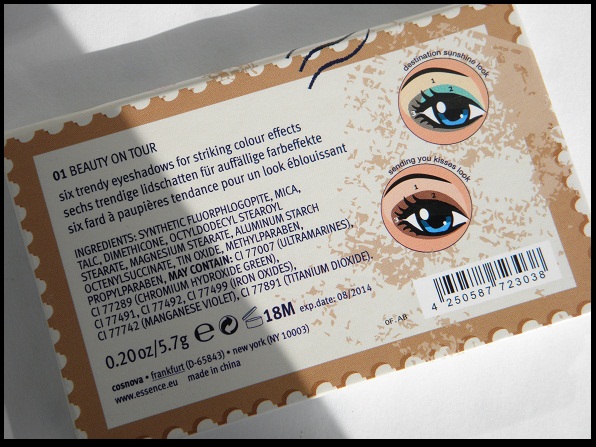 destination sunshine look
1
2
sending you kisses look
1
2
01 BEAUTY ON TOUR
six trendy eyeshadows for striking colour effects
sechs trendige lidschatten für auffällige farbeffekte
six fard à paupières tendance pour un look éblouissant
INGREDIENTS: SYNTHETIC FLUORPHLOGOPITE, MICA,
TALC, DIMETHICONE, OCTYLDODECYL STEAROYL
STEARATE, MAGNESIUM STEARATE, ALUMINUM STARCH
OCTENYLSUCCINATE, TIN OXIDE, METHYLPARABEN,
PROPYLPARABEN, MAY CONTAIN: CI 77007 (ULTRAMARINES),
CI 77289 (CHROMIUM HYDROXIDE GREEN),
CI 77491, CI 77492, CI 77499 (IRON OXIDES),
CI 77742 (MANGANESE VIOLET), CI 77891 (TITANIUM DIOXIDE).
0.20oz/5.7g e 18M exp.date: 08/2014
OF.AB
4 250587 723038
cosnova • frankfurt (D-65843) • new york (NY 10003)
www.essence.eu made in china